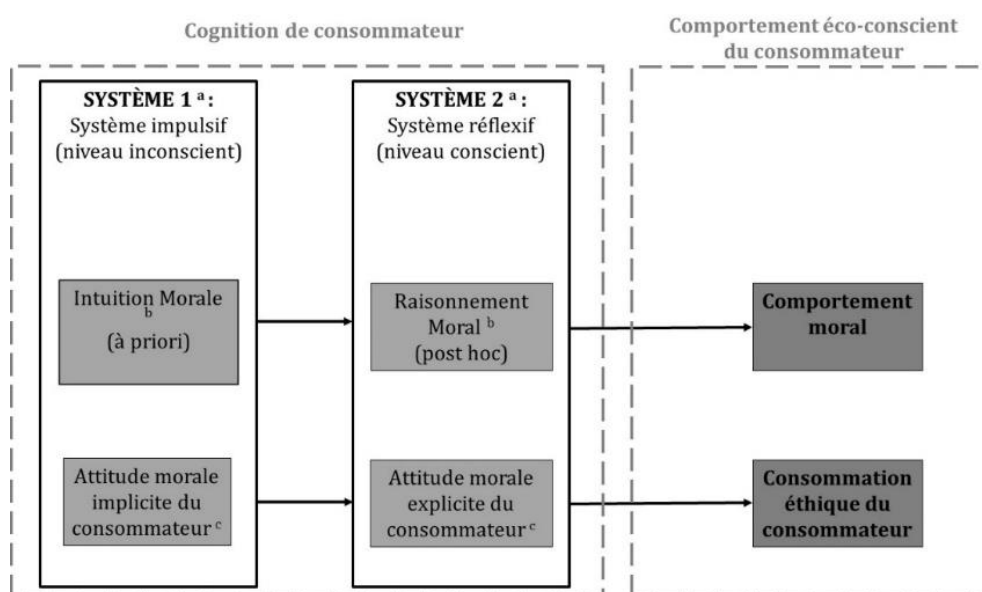 Cognition de consommateur
Comportement éco-conscient
du consommateur
SYSTÈME 1 a :
Système impulsif
(niveau inconscient)
SYSTÈME 2 a :
Système réflexif
(niveau conscient)
Intuition Morale
b
(à priori)
Raisonnement
Moral b
(post hoc)
Comportement
moral
Attitude morale
implicite du
consommateur c
Attitude morale
explicite du
consommateur c
Consommation
éthique du
consommateur